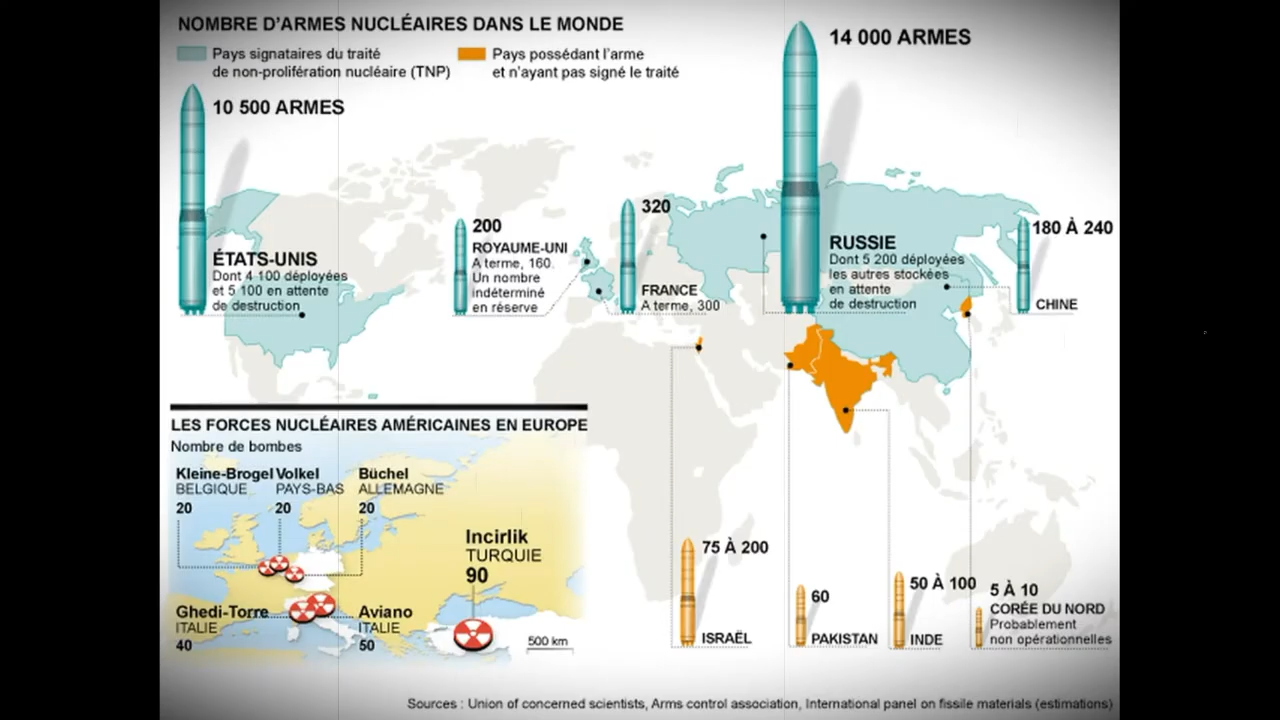 NOMBRE D'ARMES NUCLÉAIRES DANS LE MONDE
Pays signataires du traité
de non-prolifération nucléaire (TNP)
Pays possédant l'arme
et n'ayant pas signé le traité
14 000 ARMES
10 500 ARMES
ÉTATS-UNIS
Dont 4 100 déployées
et 5 100 en attente
de destruction
200
ROYAUME-UNI
A terme, 160.
Un nombre
indéterminé
en réserve
320
FRANCE
A terme, 300
RUSSIE
Dont 5 200 déployées
les autres stockées
en attente
de destruction
180 À 240
CHINE
LES FORCES NUCLÉAIRES AMÉRICAINES EN EUROPE
Nombre de bombes
Kleine-Brogel
BELGIQUE
20
Volkel
PAYS-BAS
20
Büchel
ALLEMAGNE
20
Incirlik
TURQUIE
90
Ghedi-Torre
ITALIE
40
Aviano
ITALIE
50
500 km
75 À 200
ISRAËL
60
PAKISTAN
50 À 100
INDE
5 À 10
CORÉE DU NORD
Probablement
non opérationnelles
Sources : Union of concerned scientists, Arms control association, International panel on fissile materials (estimations)